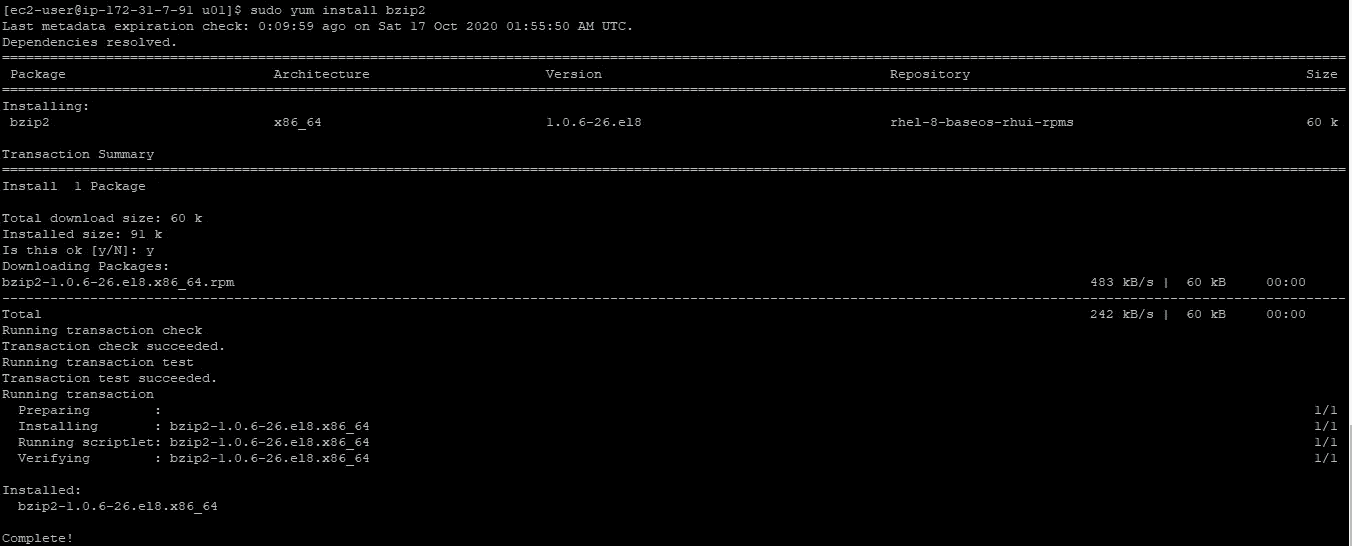 [ec2-user@ip-172-31-7-91 u01]$ sudo yum install bzip2
Last metadata expiration check: 0:09:59 ago on Sat 17 Oct 2020 01:55:50 AM UTC.
Dependencies resolved.
================================================================================
Package Architecture Version Repository Size
================================================================================
Installing:
bzip2 x86_64 1.0.6-26.el8 rhel-8-baseos-rhui-rpms 60 k
Transaction Summary
================================================================================
Install 1 Package
Total download size: 60 k
Installed size: 91 k
Is this ok [y/N]: y
Downloading Packages:
bzip2-1.0.6-26.el8.x86_64.rpm 483 kB/s | 60 kB 00:00
--------------------------------------------------------------------------------
Total 242 kB/s | 60 kB 00:00
Running transaction check
Transaction check succeeded.
Running transaction test
Transaction test succeeded.
Running transaction
Preparing : 1/1
Installing : bzip2-1.0.6-26.el8.x86_64 1/1
Running scriptlet: bzip2-1.0.6-26.el8.x86_64 1/1
Verifying : bzip2-1.0.6-26.el8.x86_64 1/1
Installed:
bzip2-1.0.6-26.el8.x86_64
Complete!